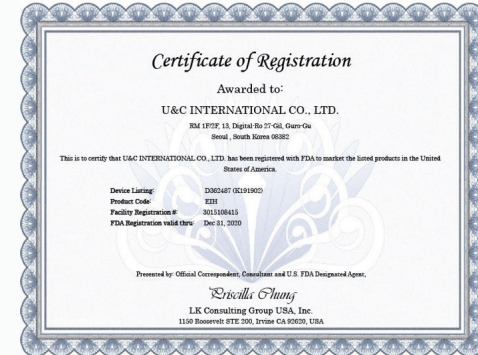 Certificate of Registration
Awarded to:
U&C INTERNATIONAL CO., LTD.
RM 1F/2F, 13, Digital-Ro 27-Gil, Guro-Gu
Seoul , South Korea 08382
This is to certify that U&C INTERNATIONAL CO., LTD. has been registered with FDA to market the listed products in the United
States of America.
Device Listing: D362487 (K191902)
Product Code: EIH
Facility Registration #: 3015108415
FDA Registration valid thru: Dec 31, 2020
Presented by: Official Correspondent, Consultant and U.S. FDA Designated Agent,
Priscilla Chung
LK Consulting Group USA, Inc.
1150 Roosevelt STE 200, Irvine CA 92620, USA